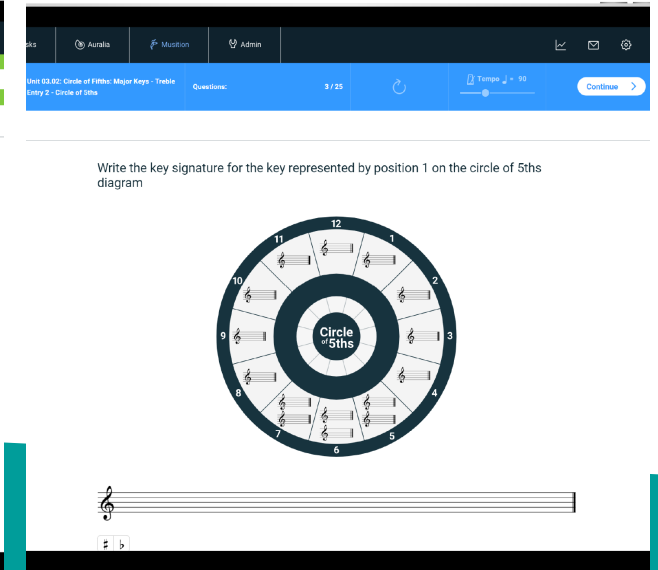 sks
Auralia
Musition
Admin
Unit 03.02: Circle of Fifths: Major Keys - Treble
Entry 2 - Circle of 5ths
Questions:
3 / 25
Tempo ♩ = 90
Continue
Write the key signature for the key represented by position 1 on the circle of 5ths
diagram
12
11
1
10
2
9
3
8
4
7
5
6
Circle
of 5ths
♯ ♭